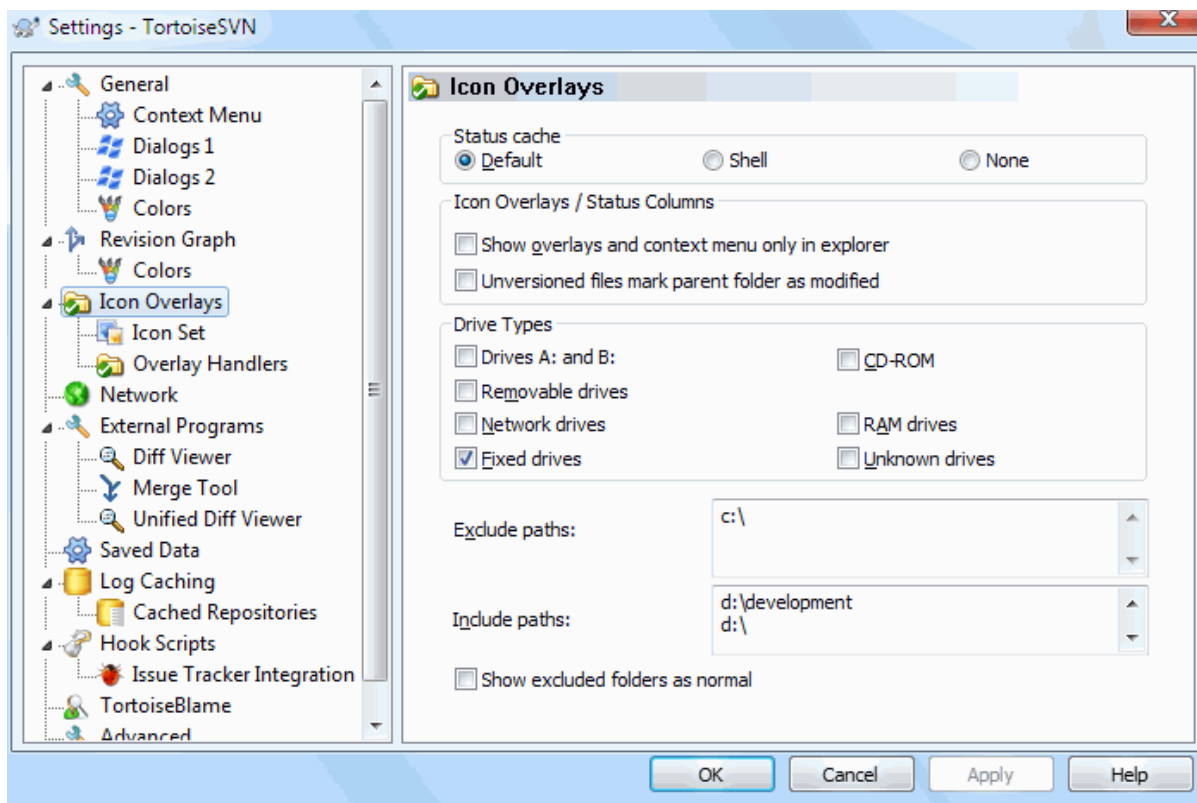 Settings - TortoiseSVN
x
General
Context Menu
Dialogs 1
Dialogs 2
Colors
Revision Graph
Colors
Icon Overlays
Icon Set
Overlay Handlers
Network
External Programs
Diff Viewer
Merge Tool
Unified Diff Viewer
Saved Data
Log Caching
Cached Repositories
Hook Scripts
Issue Tracker Integration
TortoiseBlame
Advanced
Icon Overlays
Status cache
Default Shell None
Icon Overlays / Status Columns
Show overlays and context menu only in explorer
Unversioned files mark parent folder as modified
Drive Types
Drives A: and B: CD-ROM
Removable drives
Network drives RAM drives
Fixed drives Unknown drives
Exclude paths: c:\
Include paths: d:\development
d:\
Show excluded folders as normal
OK Cancel Apply Help